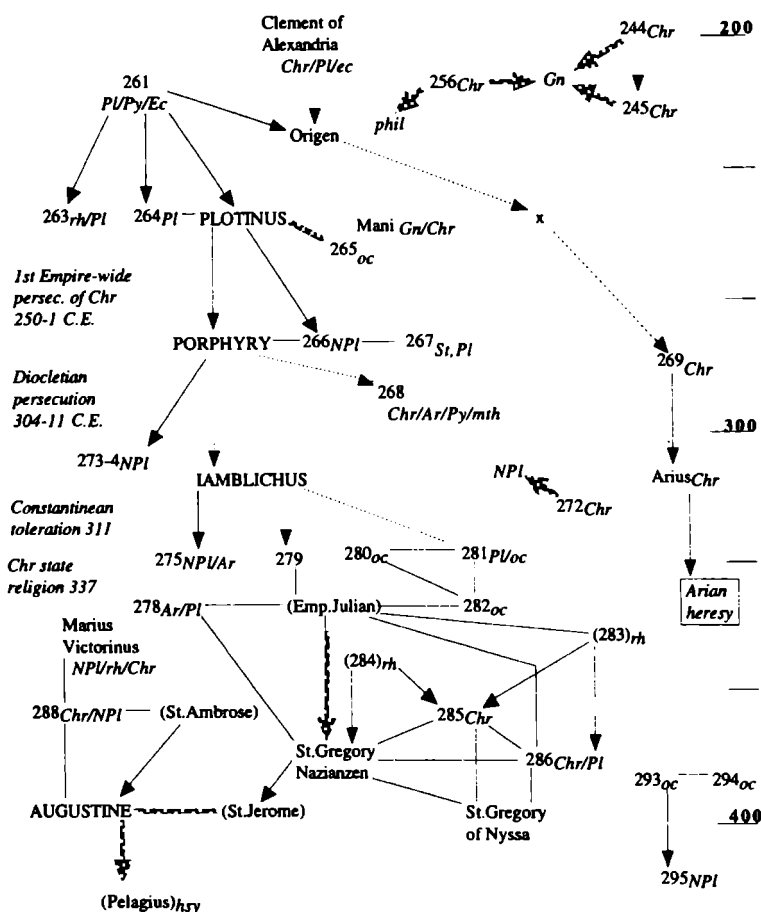 Clement of
Alexandria
Chr/Pl/ec
244Chr
200
261
Pl/Py/Ec
256Chr
Gn
245Chr
phil
Origen
263rh/Pl
264Pl
PLOTINUS
265oc
Mani Gn/Chr
x
1st Empire-wide
persec. of Chr
250-1 C.E.
PORPHYRY
266NPl
267St,Pl
269Chr
Diocletian
persecution
304-11 C.E.
268
Chr/Ar/Py/mth
300
273-4NPl
IAMBLICHUS
NPl
272Chr
AriusChr
Constantinean
toleration 311
Chr state
religion 337
275NPl/Ar
279
280oc
281Pl/oc
Arian
heresy
278Ar/Pl
(Emp.Julian)
282oc
Marius
Victorinus
NPl/rh/Chr
(283)rh
(284)rh
288Chr/NPl
(St.Ambrose)
285Chr
St.Gregory
Nazianzen
286Chr/Pl
293oc
294oc
AUGUSTINE
(St.Jerome)
St.Gregory
of Nyssa
400
295NPl
(Pelagius)hsy